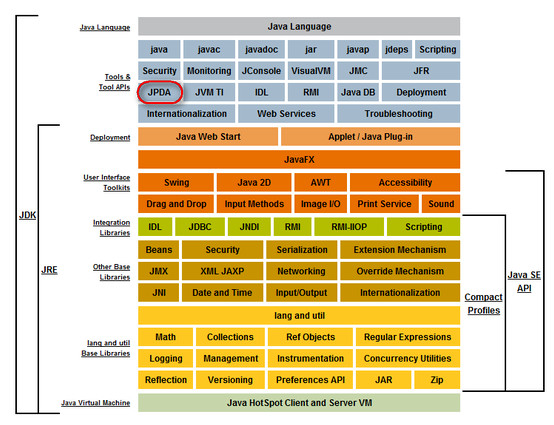 Java Language Java Language
java javac javadoc jar javap jdeps Scripting
Security Monitoring JConsole VisualVM JMC JFR
Tools &
Tool APIs
JPDA JVM TI IDL RMI Java DB Deployment
Internationalization Web Services Troubleshooting
Deployment Java Web Start Applet / Java Plug-in
JavaFX
User Interface
Toolkits
Swing Java 2D AWT Accessibility
Drag and Drop Input Methods Image I/O Print Service Sound
Integration
Libraries
IDL JDBC JNDI RMI RMI-IIOP Scripting
Beans Security Serialization Extension Mechanism
Other Base
Libraries
JMX XML JAXP Networking Override Mechanism
JNI Date and Time Input/Output Internationalization
lang and util
Math Collections Ref Objects Regular Expressions
lang and util
Base Libraries
Logging Management Instrumentation Concurrency Utilities
Reflection Versioning Preferences API JAR Zip
Java Virtual Machine Java HotSpot Client and Server VM
JDK
JRE
Compact
Profiles
Java SE
API